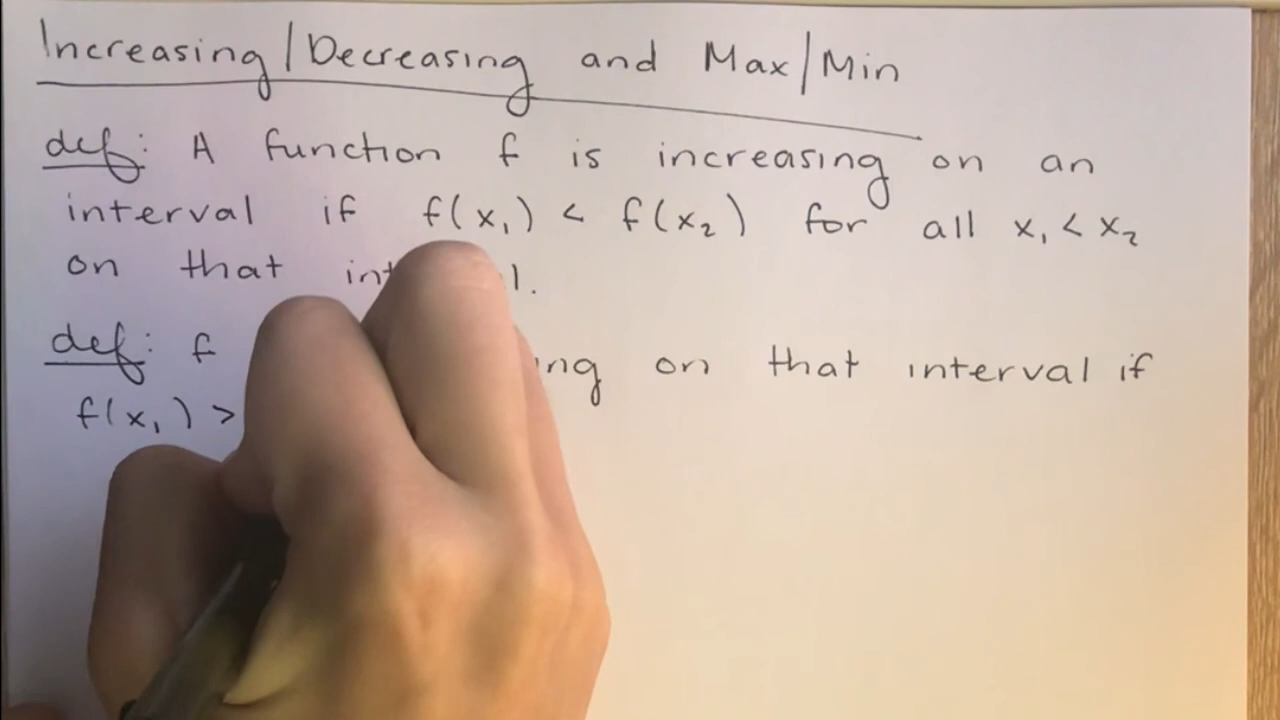 Increasing/Decreasing and Max/Min
def: A function f is increasing on an
interval if f(x₁) < f(x₂) for all x₁ < x₂
on that
def: f on that interval if
f(x₁) >